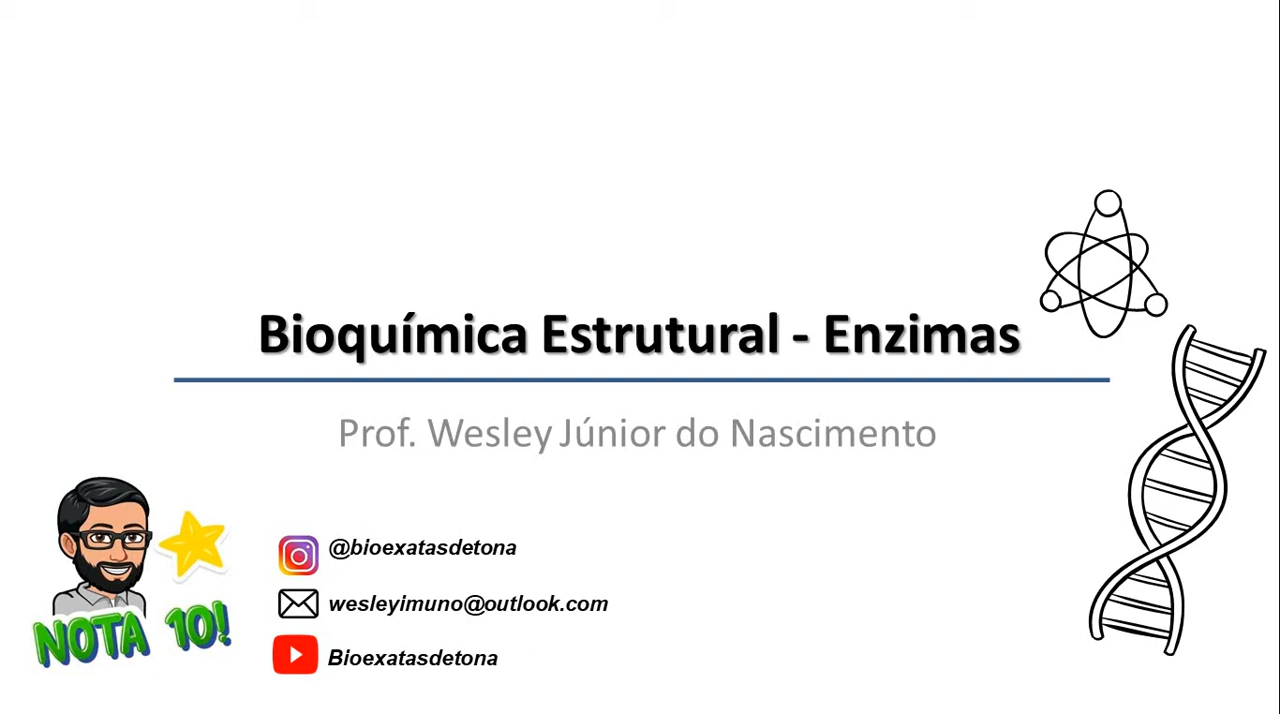 Bioquímica Estrutural - Enzimas
Prof. Wesley Júnior do Nascimento
NOTA 10!
@bioexatasdetona
wesleyimuno@outlook.com
Bioexatasdetona